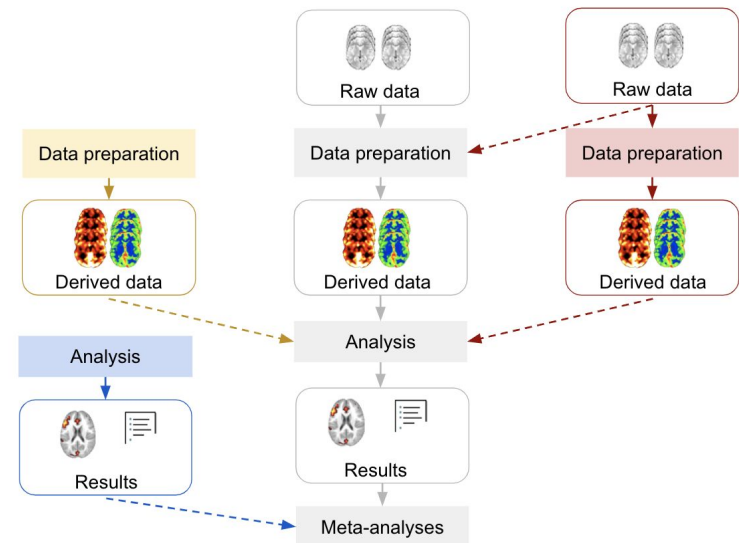 Raw data
Raw data
Data preparation
Data preparation
Data preparation
Derived data
Derived data
Derived data
Analysis
Analysis
Results
Results
Meta-analyses